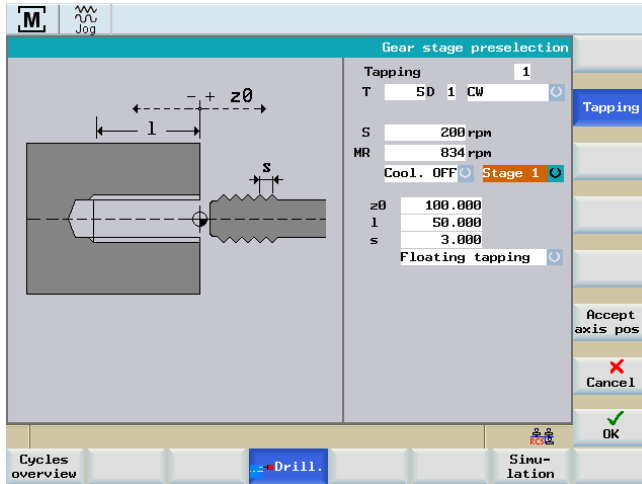 M
Jog
Gear stage preselection
Tapping 1
T 5 D 1 CW
S 200 rpm
MR 834 rpm
Cool. OFF Stage 1
z0 100.000
l 50.000
s 3.000
Floating tapping
- + z0
l
s
Tapping
Accept
axis pos
Cancel
OK
RCS
Cycles
overview
Drill.
Simu-
lation